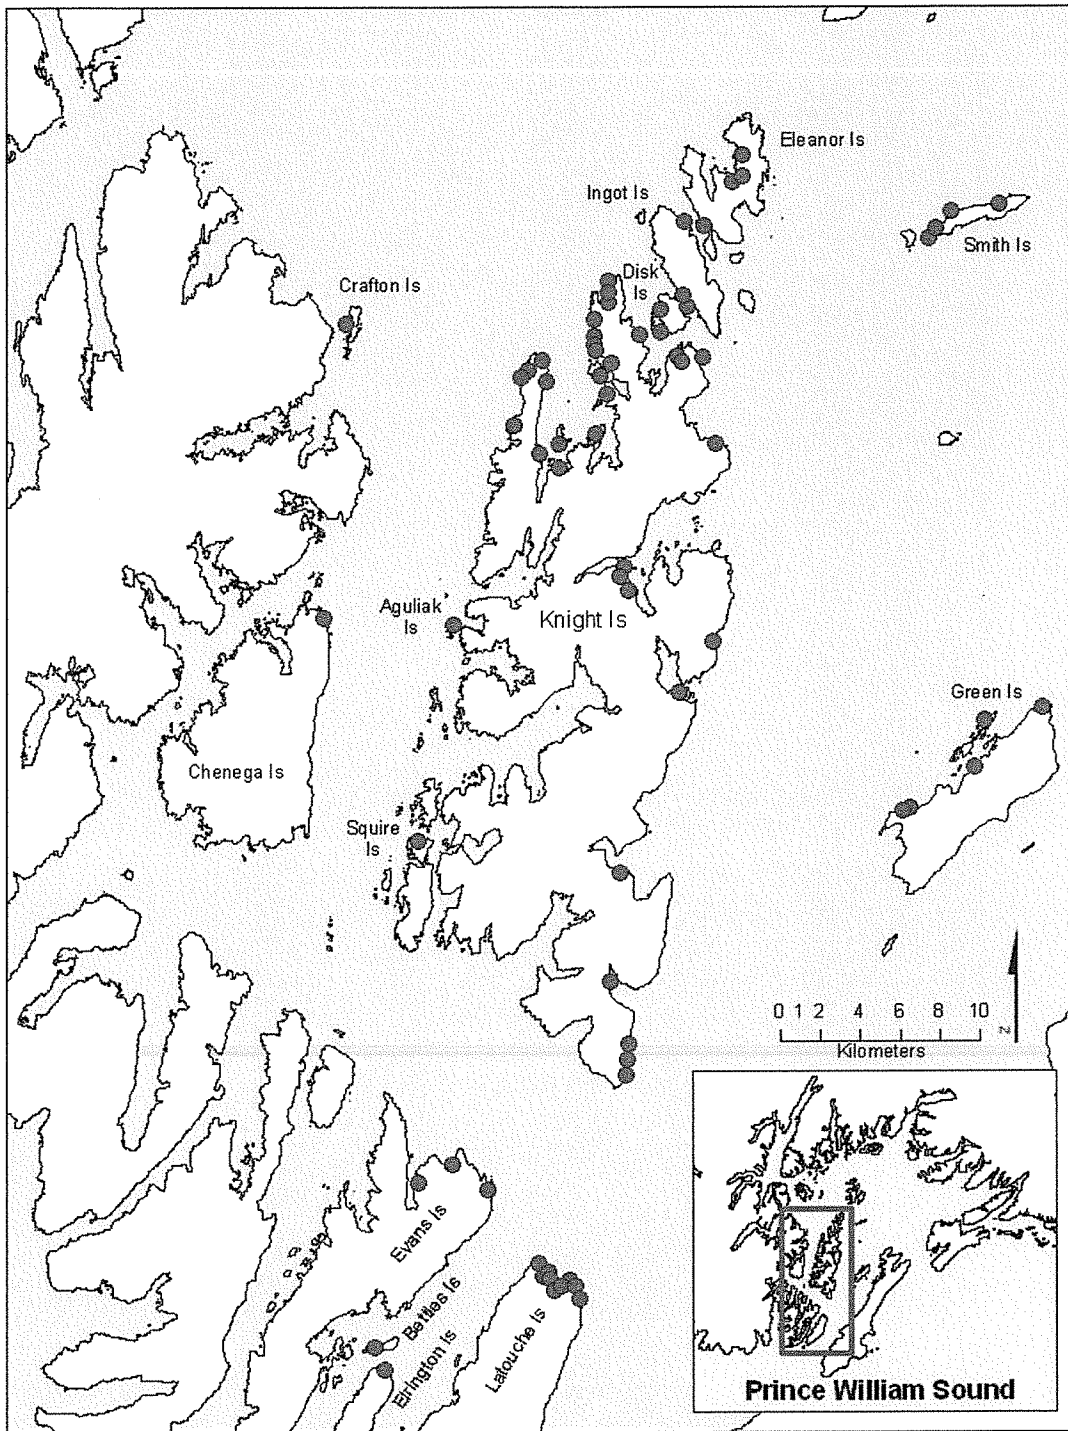 Eleanor Is
Ingot Is
Smith Is
Disk
Is
Crafton Is
Aguliak
Is
Knight Is
Green Is
Chenega Is
Squire
Is
0 1 2 4 6 8 10
Kilometers
z
Evans Is
Bettles Is
Elrington Is
Latouche Is
Prince William Sound